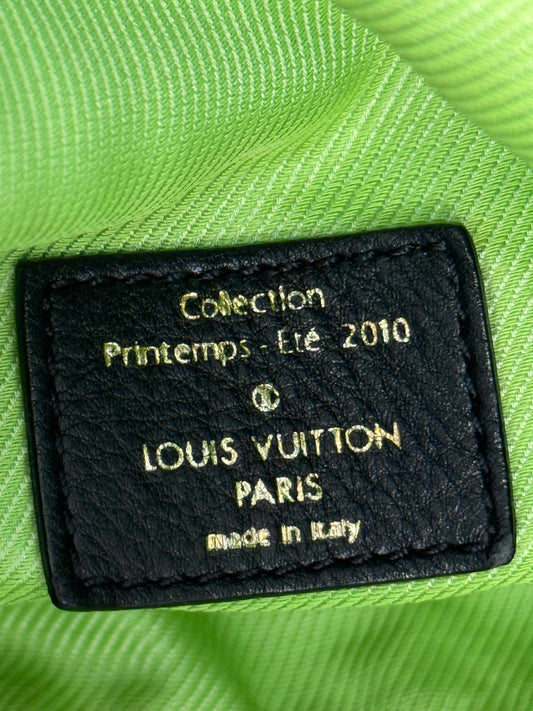 Collection
Printemps - Eté 2010
LOUIS VUITTON
PARIS
made in Italy